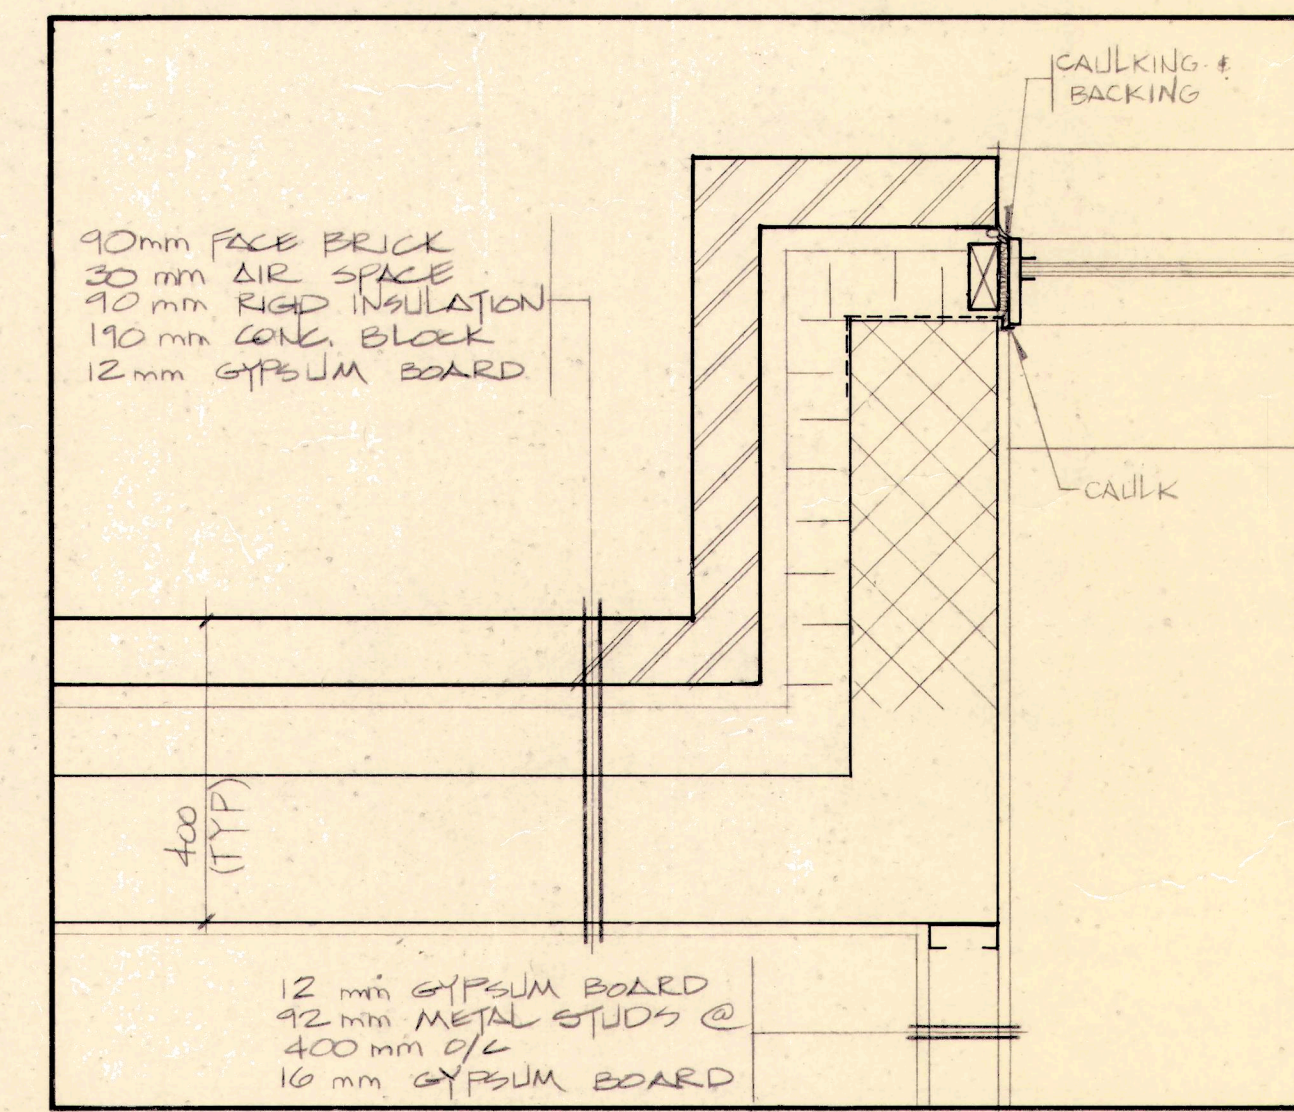 CAULKING &
BACKING
90mm FACE BRICK
30 mm AIR SPACE
90 mm RIGID INSULATION
190 mm CONC. BLOCK
12 mm GYPSUM BOARD
CAULK
400
(TYP)
12 mm GYPSUM BOARD
92 mm METAL STUDS @
400 mm O/C
16 mm GYPSUM BOARD